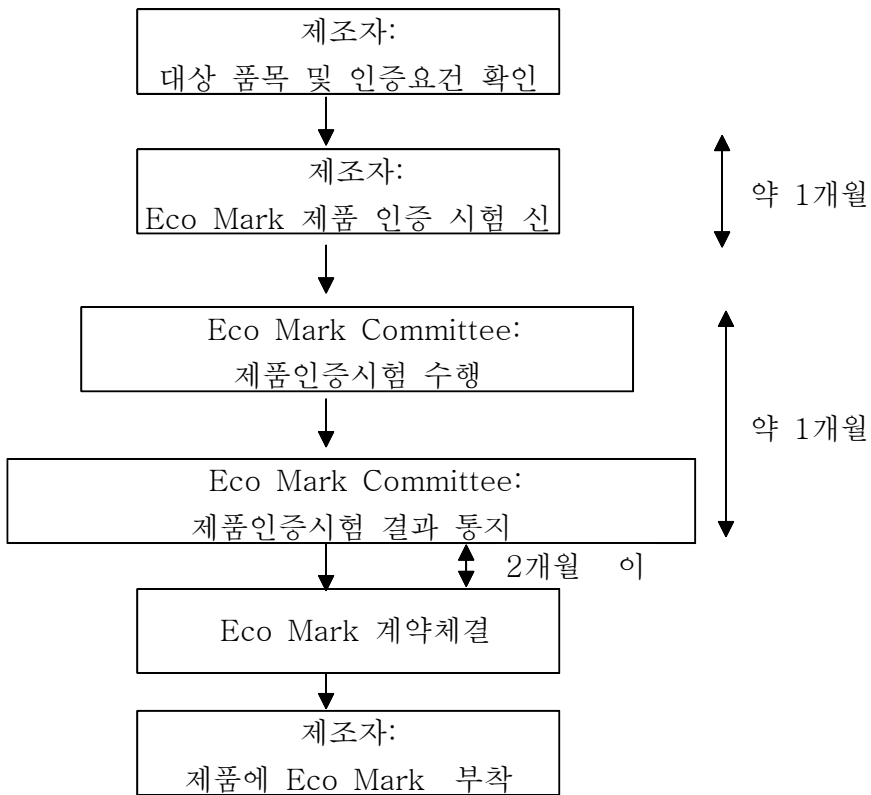 제조자:
대상 품목 및 인증요건 확인
제조자:
Eco Mark 제품 인증 시험 신
약 1개월
Eco Mark Committee:
제품인증시험 수행
약 1개월
Eco Mark Committee:
제품인증시험 결과 통지
2개월 이
Eco Mark 계약체결
제조자:
제품에 Eco Mark 부착